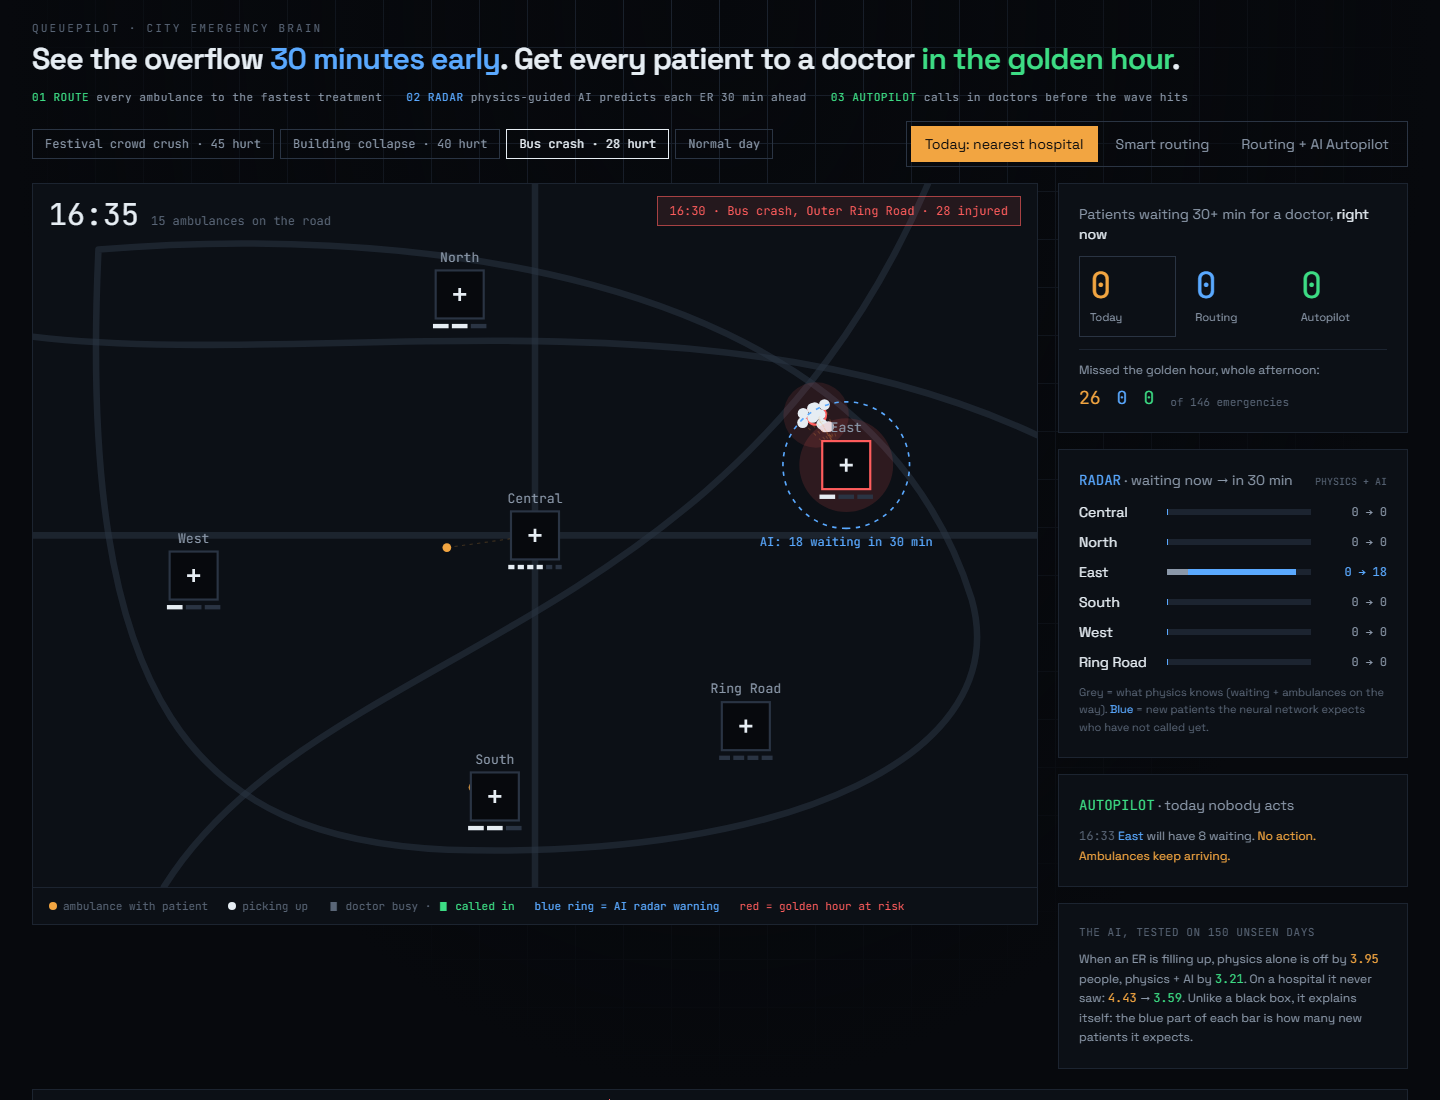 QUEUEPILOT · CITY EMERGENCY BRAIN
See the overflow 30 minutes early. Get every patient to a doctor in the golden hour.
01 ROUTE every ambulance to the fastest treatment 02 RADAR physics-guided AI predicts each ER 30 min ahead 03 AUTOPILOT calls in doctors before the wave hits
Festival crowd crush · 45 hurt
Building collapse · 40 hurt
Bus crash · 28 hurt
Normal day
Today: nearest hospital
Smart routing
Routing + AI Autopilot
16:35 15 ambulances on the road
16:30 · Bus crash, Outer Ring Road · 28 injured
North
East
Central
AI: 18 waiting in 30 min
West
Ring Road
South
ambulance with patient picking up doctor busy · called in blue ring = AI radar warning red = golden hour at risk
Patients waiting 30+ min for a doctor, right
now
0 0 0
Today Routing Autopilot
Missed the golden hour, whole afternoon:
26 0 0 of 146 emergencies
RADAR · waiting now → in 30 min PHYSICS + AI
Central 0 → 0
North 0 → 0
East 0 → 18
South 0 → 0
West 0 → 0
Ring Road 0 → 0
Grey = what physics knows (waiting + ambulances on the
way). Blue = new patients the neural network expects
who have not called yet.
AUTOPILOT · today nobody acts
16:33 East will have 8 waiting. No action.
Ambulances keep arriving.
THE AI, TESTED ON 150 UNSEEN DAYS
When an ER is filling up, physics alone is off by 3.95
people, physics + AI by 3.21. On a hospital it never
saw: 4.43 → 3.59. Unlike a black box, it explains
itself: the blue part of each bar is how many new
patients it expects.